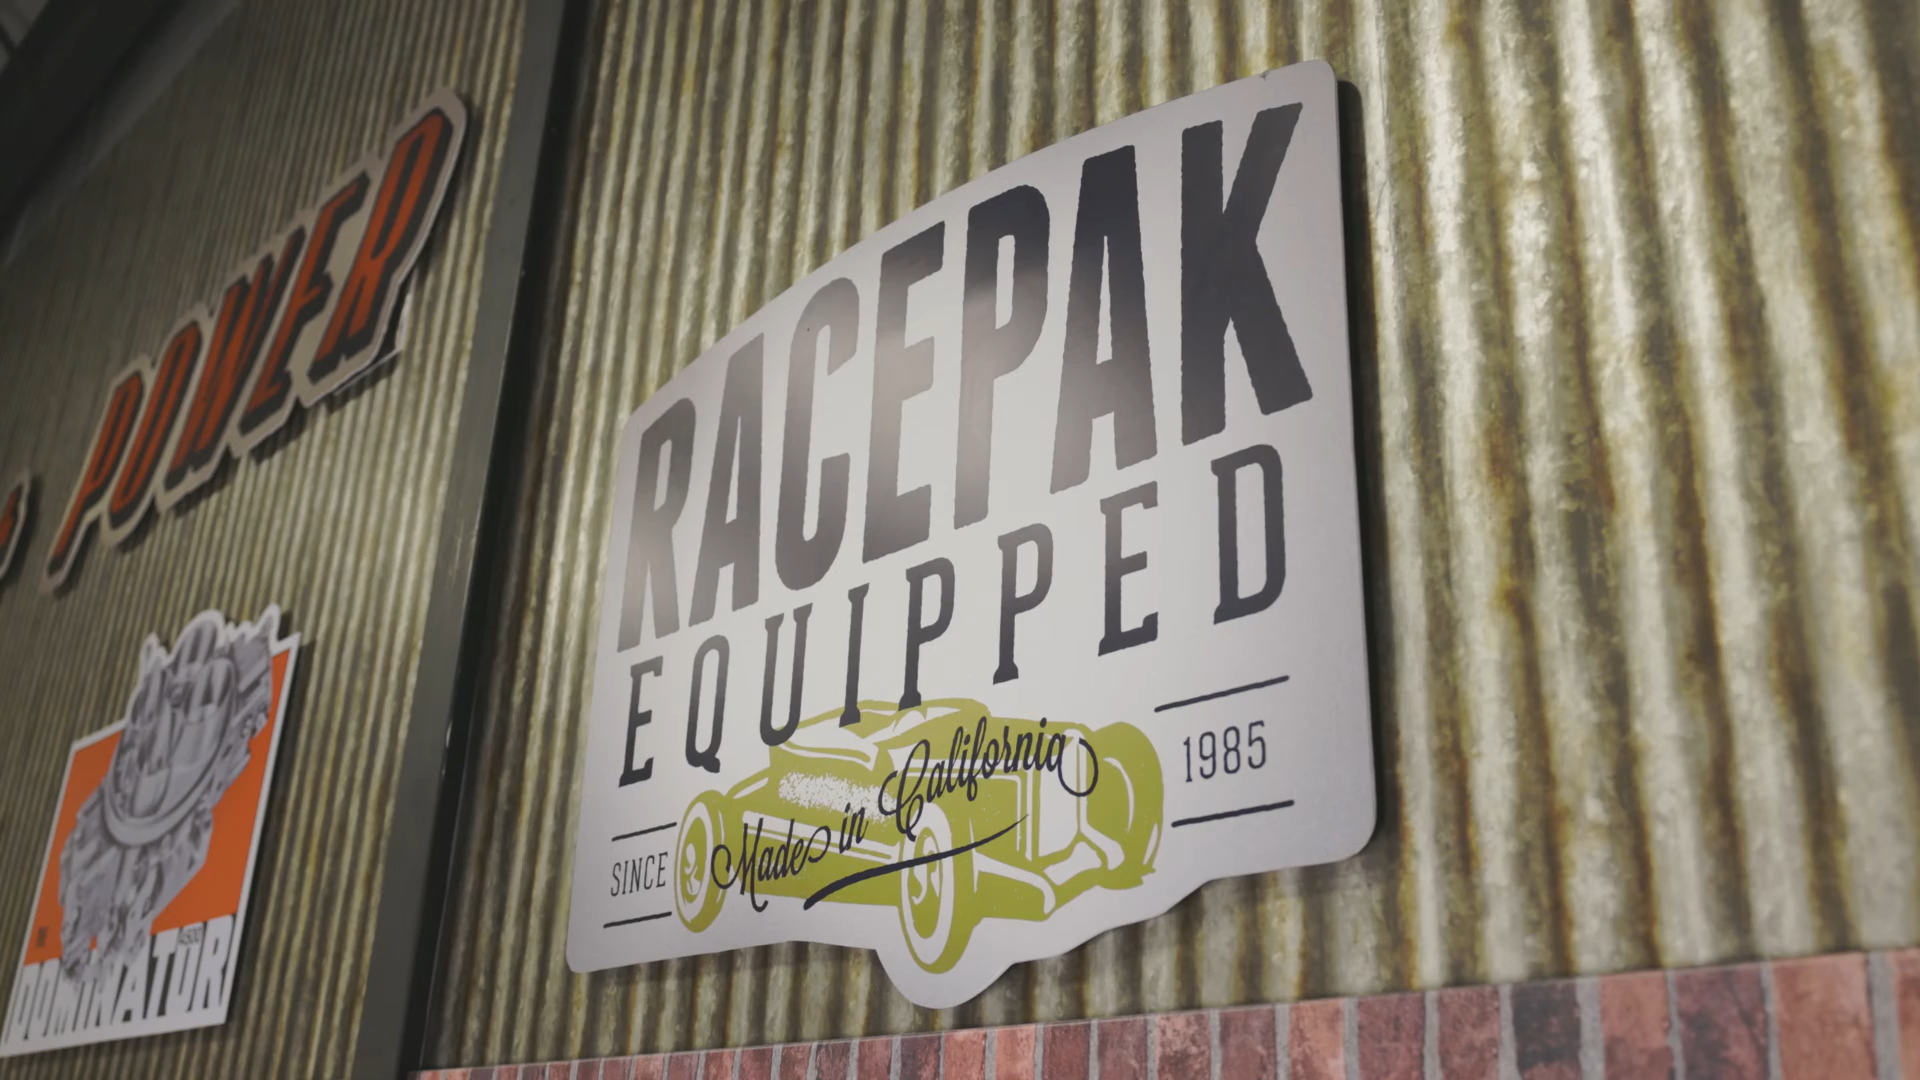 POWER
DOMINATOR
RACEPAK
EQUIPPED
Made in California
SINCE
1985